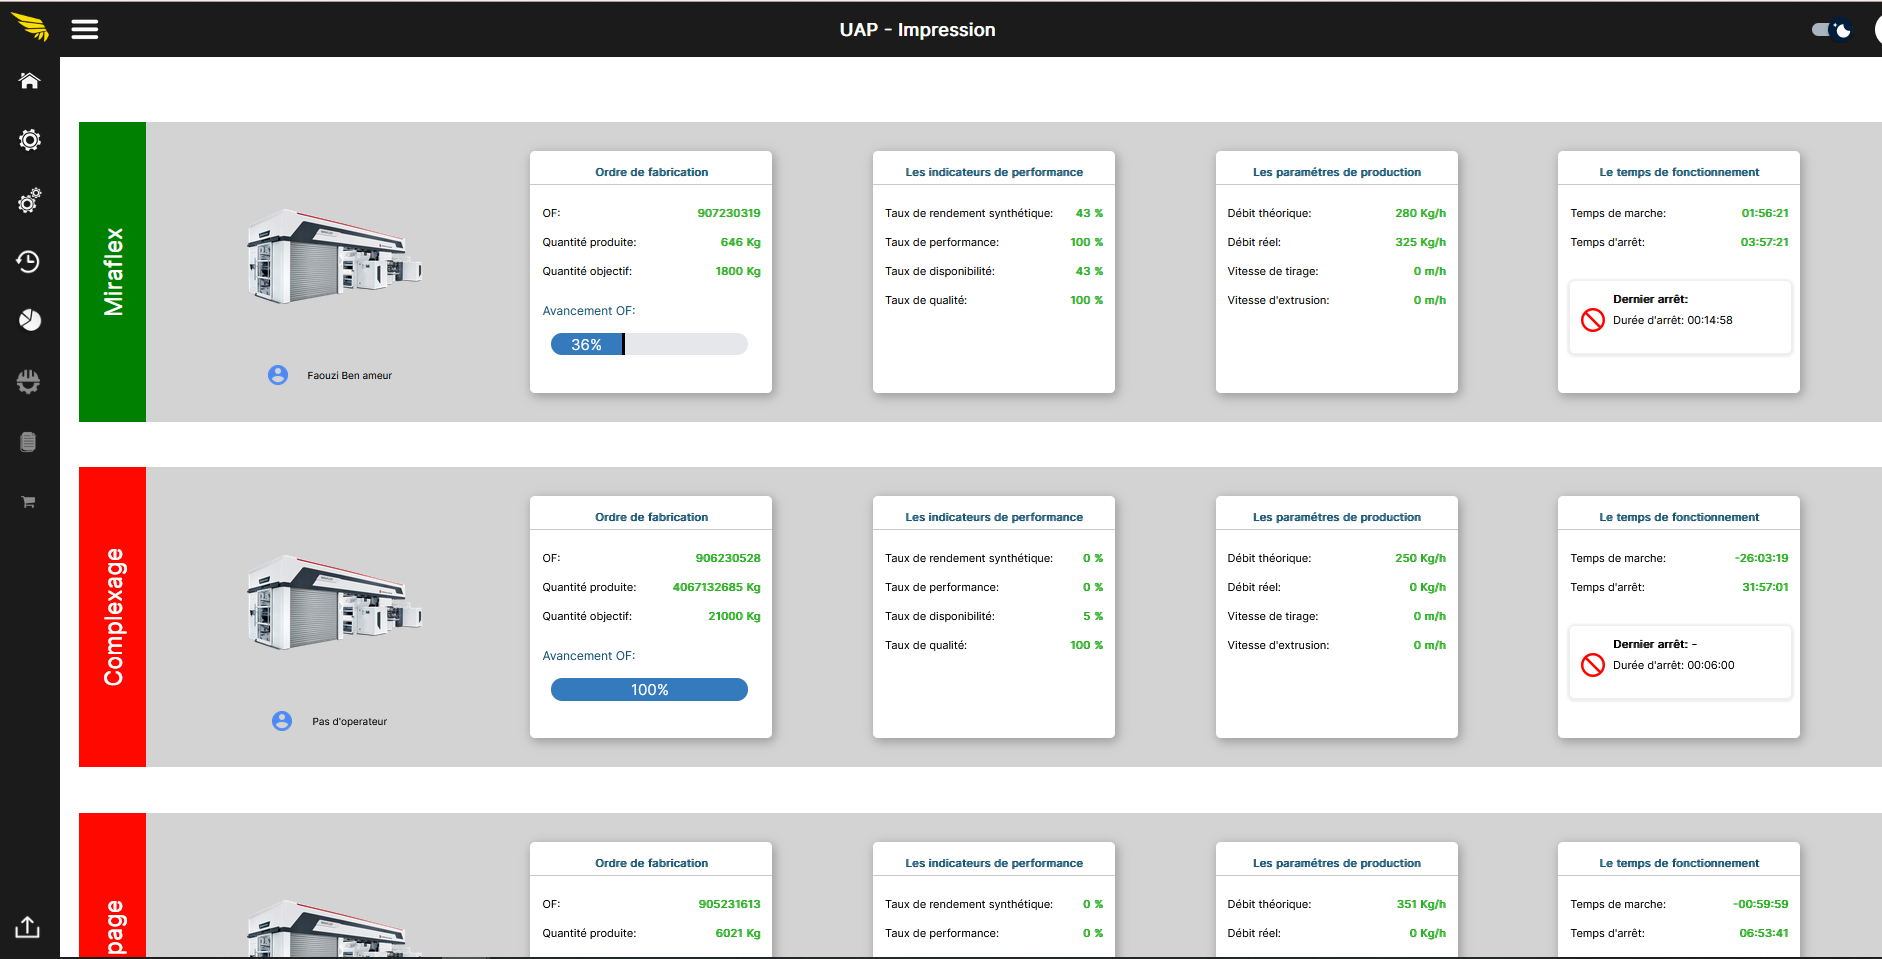 UAP - Impression
Miraflex
Faouzi Ben ameur
Ordre de fabrication
OF: 907230319
Quantité produite: 646 Kg
Quantité objectif: 1800 Kg
Avancement OF:
36%
Les indicateurs de performance
Taux de rendement synthétique: 43 %
Taux de performance: 100 %
Taux de disponibilité: 43 %
Taux de qualité: 100 %
Les paramétres de production
Débit théorique: 280 Kg/h
Débit réel: 325 Kg/h
Vitesse de tirage: 0 m/h
Vitesse d'extrusion: 0 m/h
Le temps de fonctionnement
Temps de marche: 01:56:21
Temps d'arrêt: 03:57:21
Dernier arrêt:
Durée d'arrêt: 00:14:58
Complexage
Pas d'operateur
Ordre de fabrication
OF: 906230528
Quantité produite: 4067132685 Kg
Quantité objectif: 21000 Kg
Avancement OF:
100%
Les indicateurs de performance
Taux de rendement synthétique: 0 %
Taux de performance: 0 %
Taux de disponibilité: 5 %
Taux de qualité: 100 %
Les paramétres de production
Débit théorique: 250 Kg/h
Débit réel: 0 Kg/h
Vitesse de tirage: 0 m/h
Vitesse d'extrusion: 0 m/h
Le temps de fonctionnement
Temps de marche: -26:03:19
Temps d'arrêt: 31:57:01
Dernier arrêt: -
Durée d'arrêt: 00:06:00
page
Ordre de fabrication
OF: 905231613
Quantité produite: 6021 Kg
Les indicateurs de performance
Taux de rendement synthétique: 0 %
Taux de performance: 0 %
Les paramétres de production
Débit théorique: 351 Kg/h
Débit réel: 0 Kg/h
Le temps de fonctionnement
Temps de marche: -00:59:59
Temps d'arrêt: 06:53:41